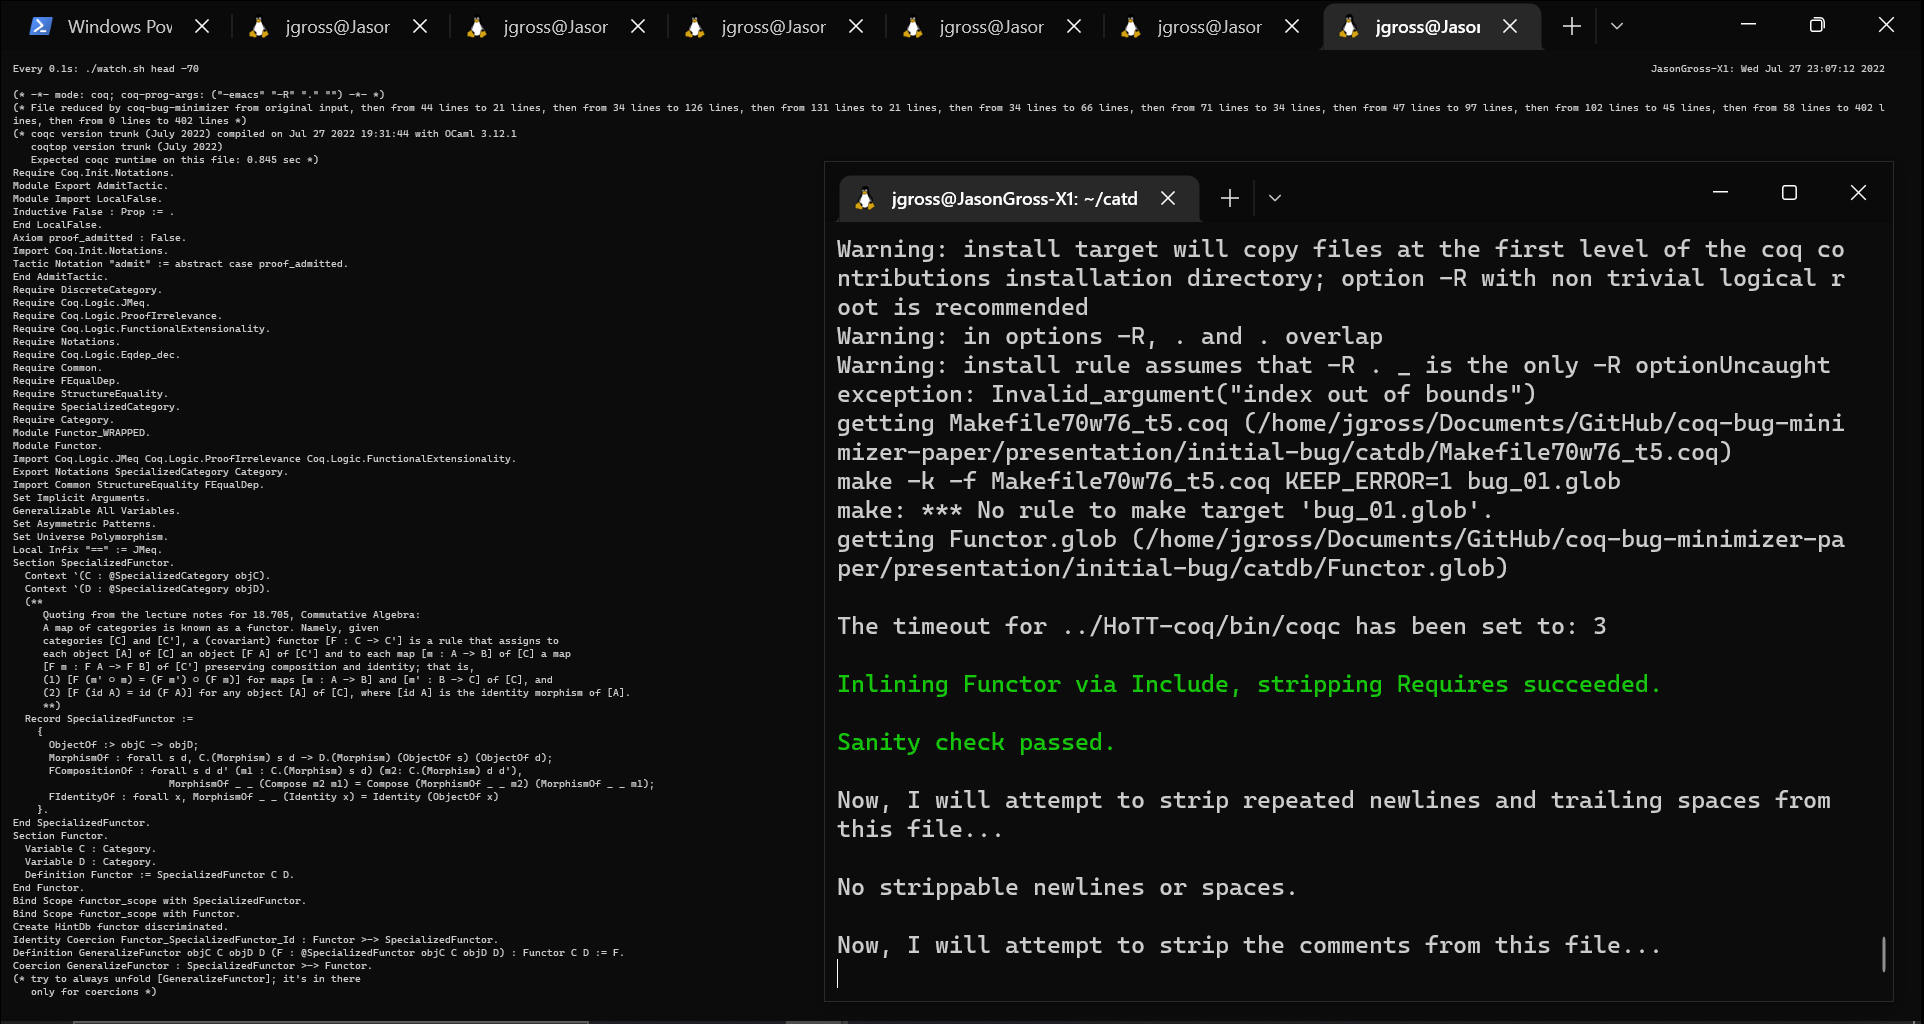 Windows Pov
jgross@Jasor
jgross@Jasor
jgross@Jasor
jgross@Jasor
jgross@Jasor
jgross@Jasor
Every 0.1s: ./watch.sh head -70
JasonGross-X1: Wed Jul 27 23:07:12 2022
(* -*- mode: coq; coq-prog-args: ("-emacs" "-R" "." "") -*- *)
(* File reduced by coq-bug-minimizer from original input, then from 44 lines to 21 lines, then from 34 lines to 126 lines, then from 131 lines to 21 lines, then from 34 lines to 66 lines, then from 71 lines to 34 lines, then from 47 lines to 97 lines, then from 102 lines to 45 lines, then from 58 lines to 402 l
ines, then from 0 lines to 402 lines *)
(* coqc version trunk (July 2022) compiled on Jul 27 2022 19:31:44 with OCaml 3.12.1
   coqtop version trunk (July 2022)
   Expected coqc runtime on this file: 0.845 sec *)
Require Coq.Init.Notations.
Module Export AdmitTactic.
Module Import LocalFalse.
Inductive False : Prop := .
End LocalFalse.
Axiom proof_admitted : False.
Import Coq.Init.Notations.
Tactic Notation "admit" := abstract case proof_admitted.
End AdmitTactic.
Require DiscreteCategory.
Require Coq.Logic.JMeq.
Require Coq.Logic.ProofIrrelevance.
Require Coq.Logic.FunctionalExtensionality.
Require Notations.
Require Coq.Logic.Eqdep_dec.
Require Common.
Require FEqualDep.
Require StructureEquality.
Require SpecializedCategory.
Require Category.
Module Functor_WRAPPED.
Module Functor.
Import Coq.Logic.JMeq Coq.Logic.ProofIrrelevance Coq.Logic.FunctionalExtensionality.
Export Notations SpecializedCategory Category.
Import Common StructureEquality FEqualDep.
Set Implicit Arguments.
Generalizable All Variables.
Set Asymmetric Patterns.
Set Universe Polymorphism.
Local Infix "==" := JMeq.
Section SpecializedFunctor.
  Context `(C : @SpecializedCategory objC).
  Context `(D : @SpecializedCategory objD).
  (**
     Quoting from the lecture notes for 18.705, Commutative Algebra:
     A map of categories is known as a functor. Namely, given
     categories [C] and [C'], a (covariant) functor [F : C -> C'] is a rule that assigns to
     each object [A] of [C] an object [F A] of [C'] and to each map [m : A -> B] of [C] a map
     [F m : F A -> F B] of [C'] preserving composition and identity; that is,
     (1) [F (m' ○ m) = (F m') ○ (F m)] for maps [m : A -> B] and [m' : B -> C] of [C], and
     (2) [F (id A) = id (F A)] for any object [A] of [C], where [id A] is the identity morphism of [A].
     **)
  Record SpecializedFunctor :=
    {
      ObjectOf :> objC -> objD;
      MorphismOf : forall s d, C.(Morphism) s d -> D.(Morphism) (ObjectOf s) (ObjectOf d);
      FCompositionOf : forall s d d' (m1 : C.(Morphism) s d) (m2: C.(Morphism) d d'),
                          MorphismOf _ _ (Compose m2 m1) = Compose (MorphismOf _ _ m2) (MorphismOf _ _ m1);
      FIdentityOf : forall x, MorphismOf _ _ (Identity x) = Identity (ObjectOf x)
    }.
End SpecializedFunctor.
Section Functor.
  Variable C : Category.
  Variable D : Category.
  Definition Functor := SpecializedFunctor C D.
End Functor.
Bind Scope functor_scope with SpecializedFunctor.
Bind Scope functor_scope with Functor.
Create HintDb functor discriminated.
Identity Coercion Functor_SpecializedFunctor_Id : Functor >-> SpecializedFunctor.
Definition GeneralizeFunctor objC C objD D (F : @SpecializedFunctor objC C objD D) : Functor C D := F.
Coercion GeneralizeFunctor : SpecializedFunctor >-> Functor.
(* try to always unfold [GeneralizeFunctor]; it's in there
   only for coercions *)
jgross@JasonGross-X1: ~/catd
Warning: install target will copy files at the first level of the coq co
ntributions installation directory; option -R with non trivial logical r
oot is recommended
Warning: in options -R, . and . overlap
Warning: install rule assumes that -R . _ is the only -R optionUncaught
exception: Invalid_argument("index out of bounds")
getting Makefile70w76_t5.coq (/home/jgross/Documents/GitHub/coq-bug-mini
mizer-paper/presentation/initial-bug/catdb/Makefile70w76_t5.coq)
make -k -f Makefile70w76_t5.coq KEEP_ERROR=1 bug_01.glob
make: *** No rule to make target 'bug_01.glob'.
getting Functor.glob (/home/jgross/Documents/GitHub/coq-bug-minimizer-pa
per/presentation/initial-bug/catdb/Functor.glob)
The timeout for ../HoTT-coq/bin/coqc has been set to: 3
Inlining Functor via Include, stripping Requires succeeded.
Sanity check passed.
Now, I will attempt to strip repeated newlines and trailing spaces from
this file...
No strippable newlines or spaces.
Now, I will attempt to strip the comments from this file...